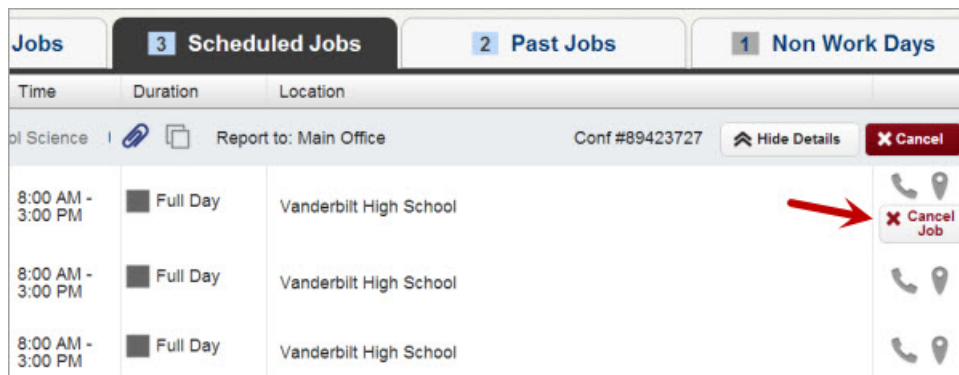 Jobs 3 Scheduled Jobs 2 Past Jobs 1 Non Work Days
Time Duration Location
Science Report to: Main Office Conf #89423727 Hide Details Cancel
8:00 AM - Full Day Vanderbilt High School
3:00 PM
Cancel
Job
8:00 AM - Full Day Vanderbilt High School
3:00 PM
8:00 AM - Full Day Vanderbilt High School
3:00 PM